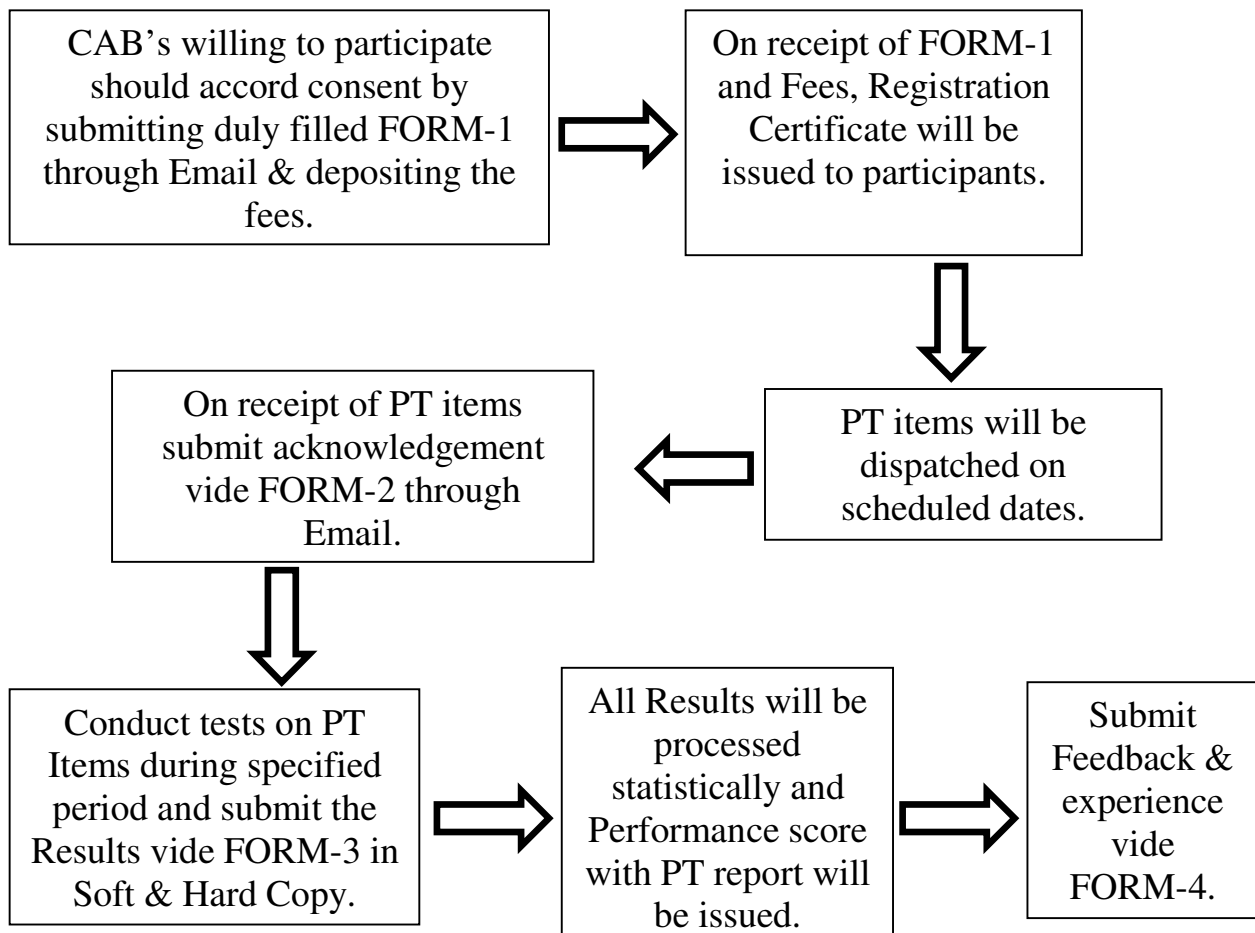 CAB’s willing to participate
should accord consent by
submitting duly filled FORM-1
through Email & depositing the
fees.
On receipt of FORM-1
and Fees, Registration
Certificate will be
issued to participants.
PT items will be
dispatched on
scheduled dates.
On receipt of PT items
submit acknowledgement
vide FORM-2 through
Email.
Conduct tests on PT
Items during specified
period and submit the
Results vide FORM-3 in
Soft & Hard Copy.
All Results will be
processed
statistically and
Performance score
with PT report will
be issued.
Submit
Feedback &
experience
vide
FORM-4.